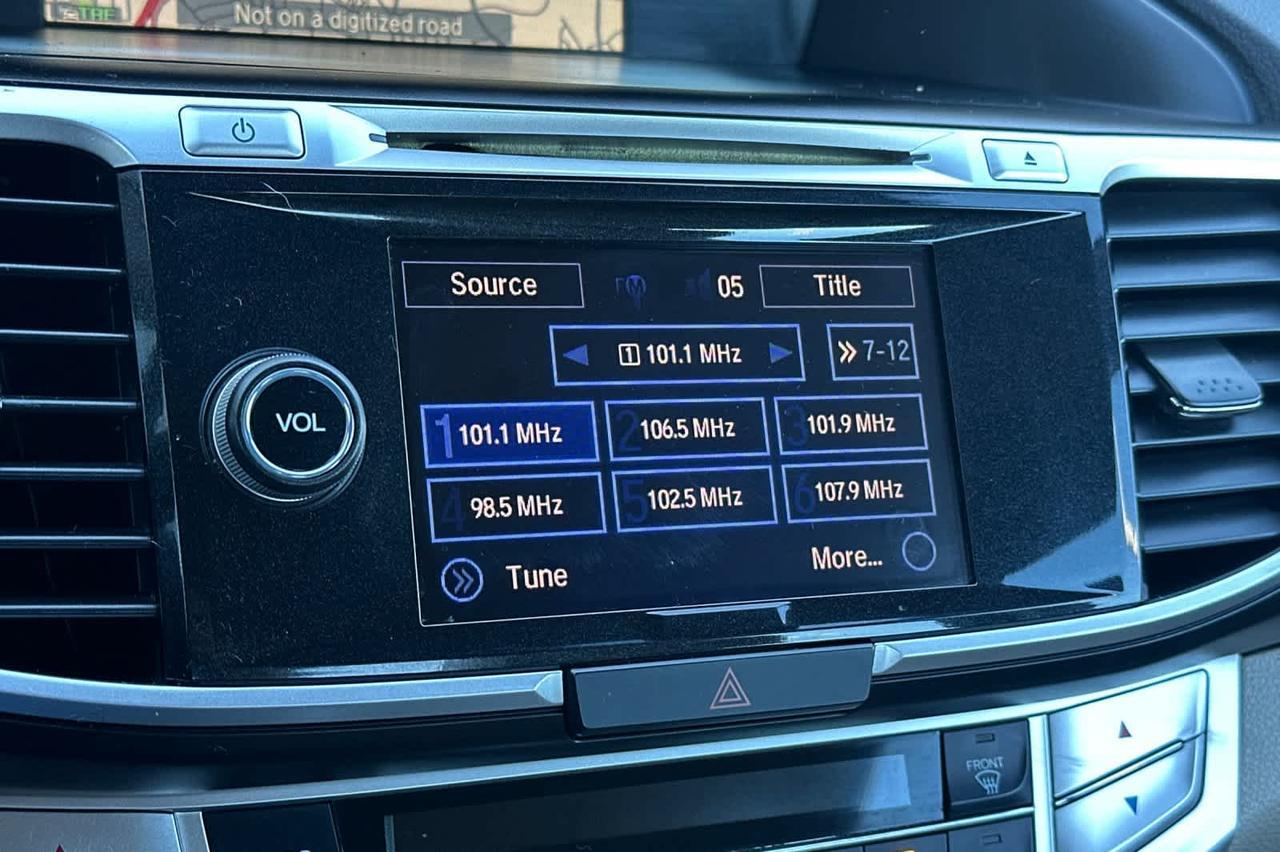 TRF
Not on a digitized road
Source
05
Title
1 101.1 MHz
7-12
1 101.1 MHz
2 106.5 MHz
3 101.9 MHz
4 98.5 MHz
5 102.5 MHz
6 107.9 MHz
VOL
Tune
More...
FRONT